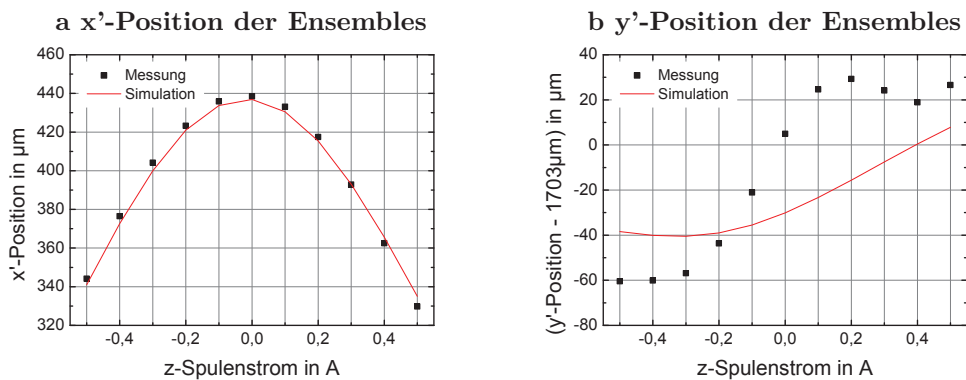 a x’-Position der Ensembles
460
440
420
400
380
360
340
320
x'-Position in µm
Messung
Simulation
-0,4
-0,2
0,0
0,2
0,4
z-Spulenstrom in A
b y’-Position der Ensembles
40
20
0
-20
-40
-60
-80
(y'-Position - 1703µm) in µm
Messung
Simulation
-0,4
-0,2
0,0
0,2
0,4
z-Spulenstrom in A